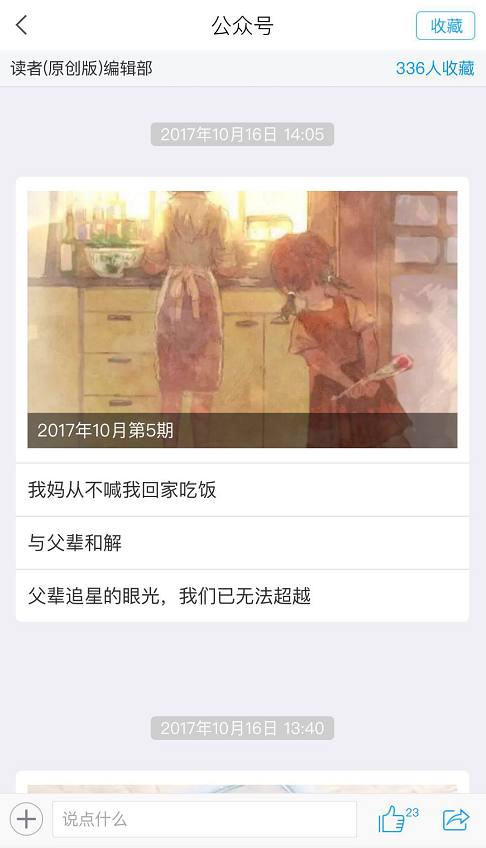 公众号
收藏
读者(原创版)编辑部
336人收藏
2017年10月16日 14:05
2017年10月第5期
我妈从不喊我回家吃饭
与父辈和解
父辈追星的眼光，我们已无法超越
2017年10月16日 13:40
说点什么
23